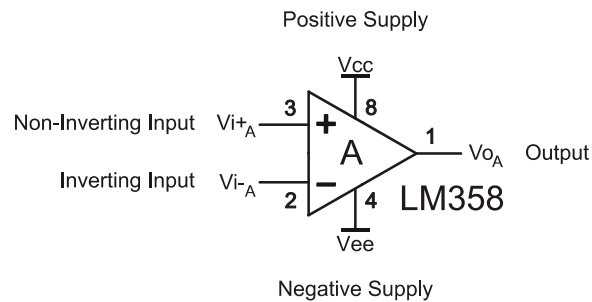 Positive Supply
Vcc
8
3
Non-Inverting Input Vi+A
+
A
1
VoA Output
Inverting Input Vi-A
−
2
4
LM358
Vee
Negative Supply